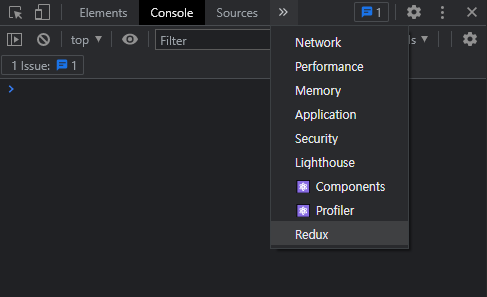 Elements Console Sources » 1
top Filter ls
1 Issue: 1
Network
Performance
Memory
Application
Security
Lighthouse
Components
Profiler
Redux